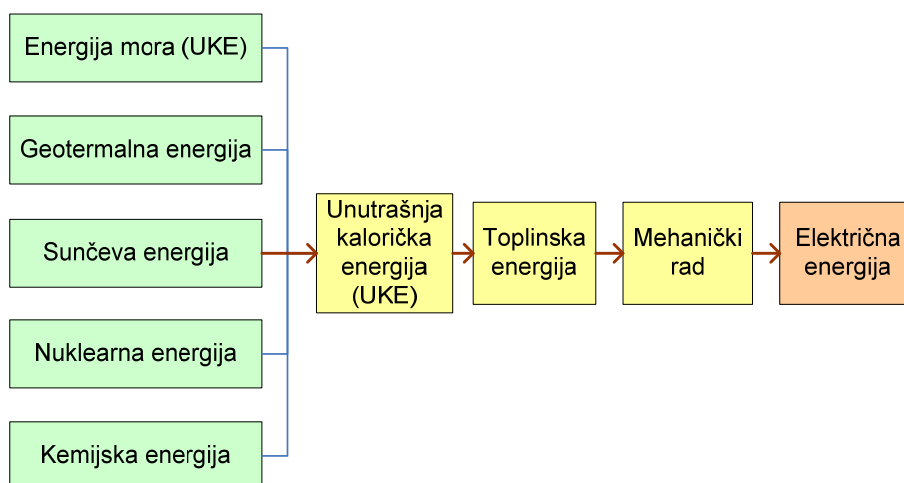 Energija mora (UKE)
Geotermalna energija
Sunčeva energija
Nuklearna energija
Kemijska energija
Unutrašnja
kalorička
energija
(UKE)
Toplinska
energija
Mehanički
rad
Električna
energija